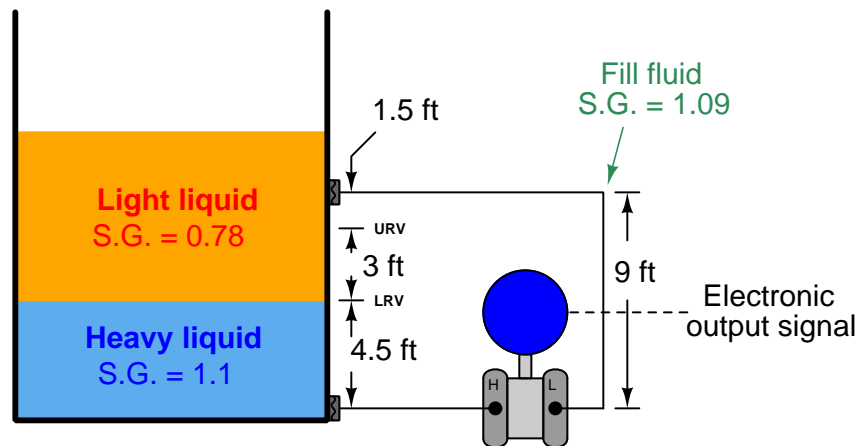 Fill fluid
S.G. = 1.09
1.5 ft
Light liquid
S.G. = 0.78
URV
3 ft
LRV
9 ft
Electronic
output signal
Heavy liquid
S.G. = 1.1
4.5 ft
H
L